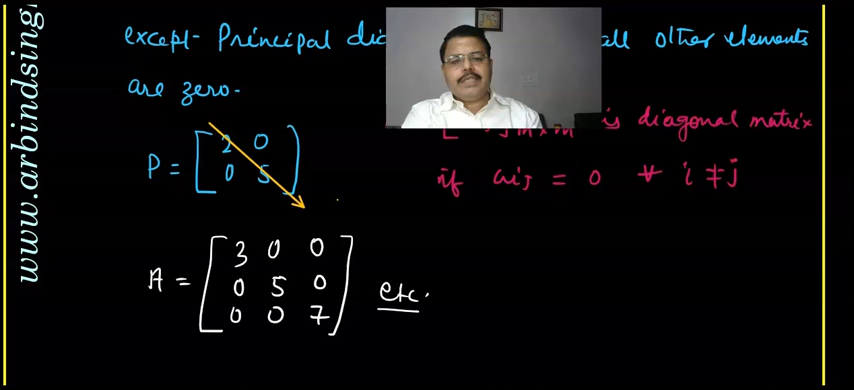 www.arbindsing
except- Principal dia all other elements
are zero-
is diagonal matrix
if aij = 0 ∀ i ≠ j
P = [ 2 0
0 5 ]
A = [ 3 0 0
0 5 0
0 0 7 ] etc.